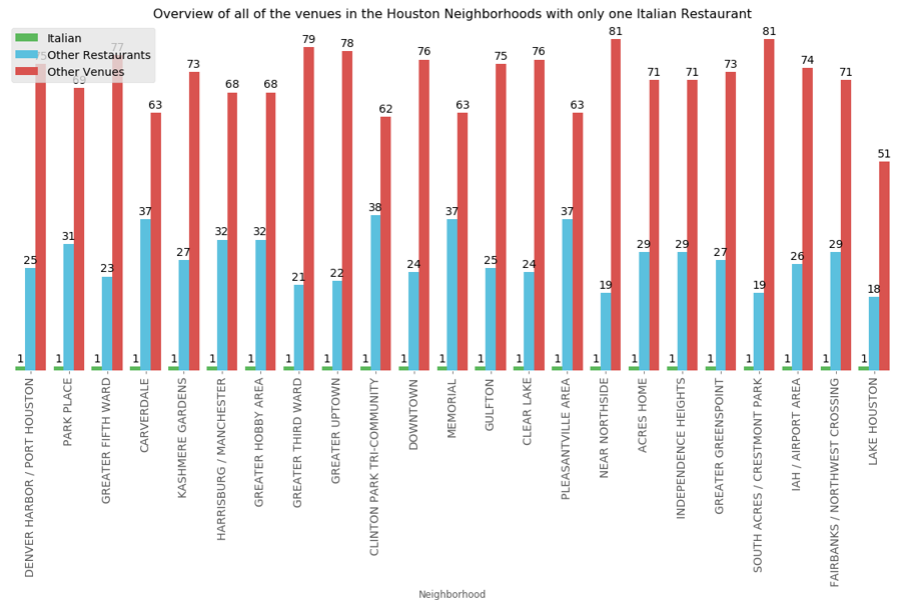 Overview of all of the venues in the Houston Neighborhoods with only one Italian Restaurant
Italian
Other Restaurants
Other Venues
1 25 75
1 31 69
1 23 77
1 37 63
1 27 73
1 32 68
1 32 68
1 21 79
1 22 78
1 38 62
1 24 76
1 37 63
1 25 75
1 24 76
1 37 63
1 19 81
1 29 71
1 29 71
1 27 73
1 19 81
1 26 74
1 29 71
1 18 51
DENVER HARBOR / PORT HOUSTON
PARK PLACE
GREATER FIFTH WARD
CARVERDALE
KASHMERE GARDENS
HARRISBURG / MANCHESTER
GREATER HOBBY AREA
GREATER THIRD WARD
GREATER UPTOWN
CLINTON PARK TRI-COMMUNITY
DOWNTOWN
MEMORIAL
GULFTON
CLEAR LAKE
PLEASANTVILLE AREA
NEAR NORTHSIDE
ACRES HOME
INDEPENDENCE HEIGHTS
GREATER GREENSPOINT
SOUTH ACRES / CRESTMONT PARK
IAH / AIRPORT AREA
FAIRBANKS / NORTHWEST CROSSING
LAKE HOUSTON
Neighborhood